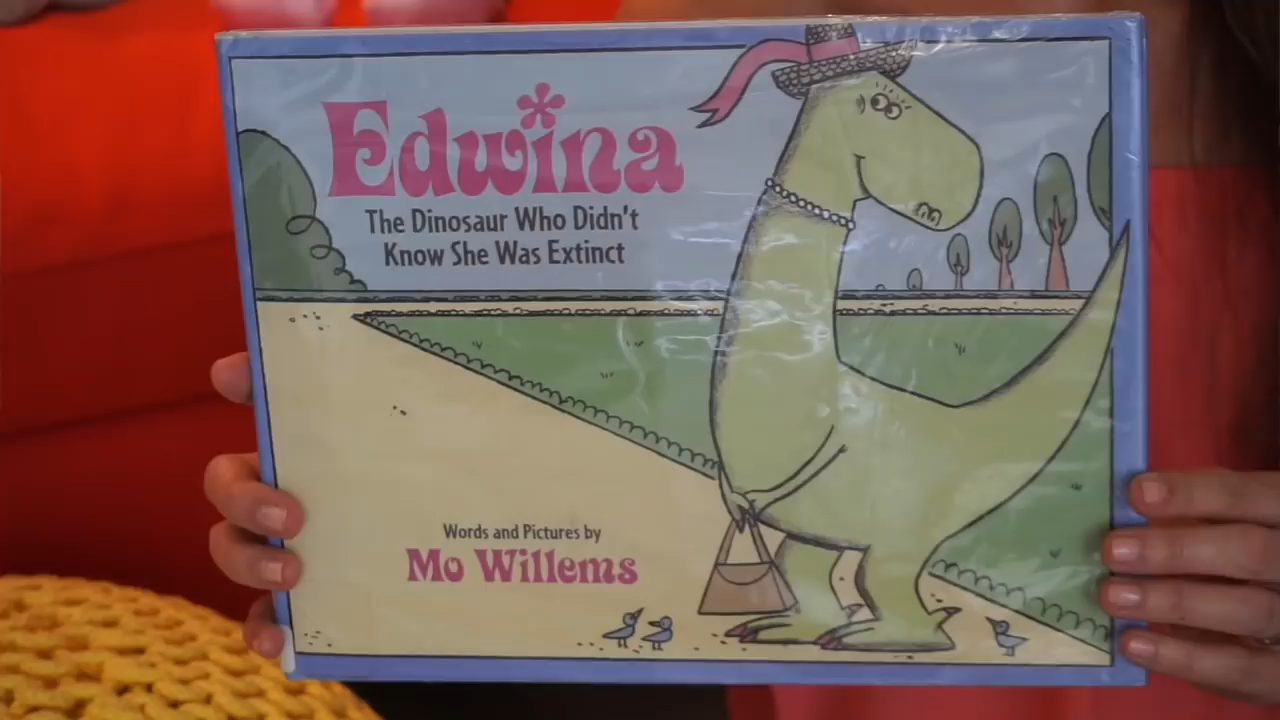 Edwina
The Dinosaur Who Didn't
Know She Was Extinct
Words and Pictures by
Mo Willems